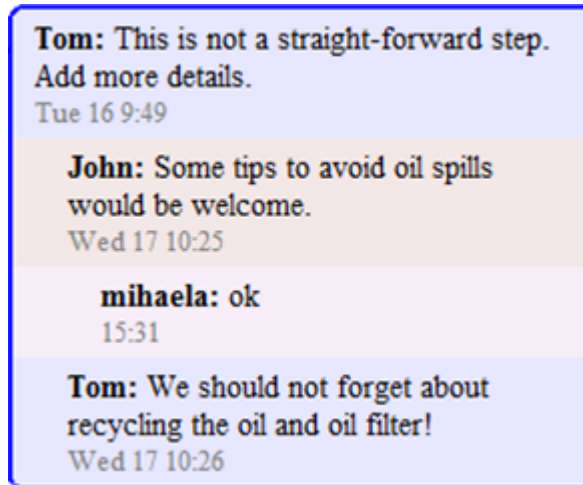 Tom: This is not a straight-forward step.
Add more details.
Tue 16 9:49
John: Some tips to avoid oil spills
would be welcome.
Wed 17 10:25
mihaela: ok
15:31
Tom: We should not forget about
recycling the oil and oil filter!
Wed 17 10:26